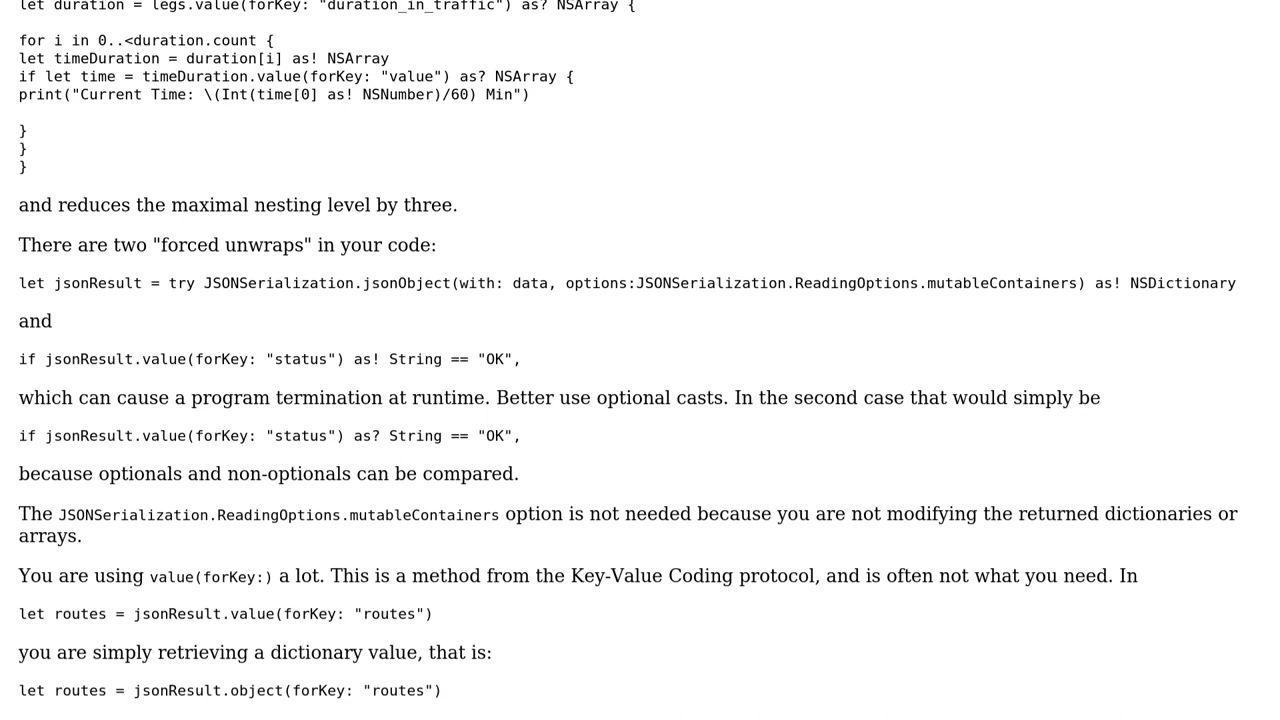 let duration = legs.value(forKey: "duration_in_traffic") as? NSArray {
for i in 0..<duration.count {
let timeDuration = duration[i] as! NSArray
if let time = timeDuration.value(forKey: "value") as? NSArray {
print("Current Time: \(Int(time[0] as! NSNumber)/60) Min")
}
}
}
and reduces the maximal nesting level by three.
There are two "forced unwraps" in your code:
let jsonResult = try JSONSerialization.jsonObject(with: data, options:JSONSerialization.ReadingOptions.mutableContainers) as! NSDictionary
and
if jsonResult.value(forKey: "status") as! String == "OK",
which can cause a program termination at runtime. Better use optional casts. In the second case that would simply be
if jsonResult.value(forKey: "status") as? String == "OK",
because optionals and non-optionals can be compared.
The JSONSerialization.ReadingOptions.mutableContainers option is not needed because you are not modifying the returned dictionaries or
arrays.
You are using value(forKey:) a lot. This is a method from the Key-Value Coding protocol, and is often not what you need. In
let routes = jsonResult.value(forKey: "routes")
you are simply retrieving a dictionary value, that is:
let routes = jsonResult.object(forKey: "routes")